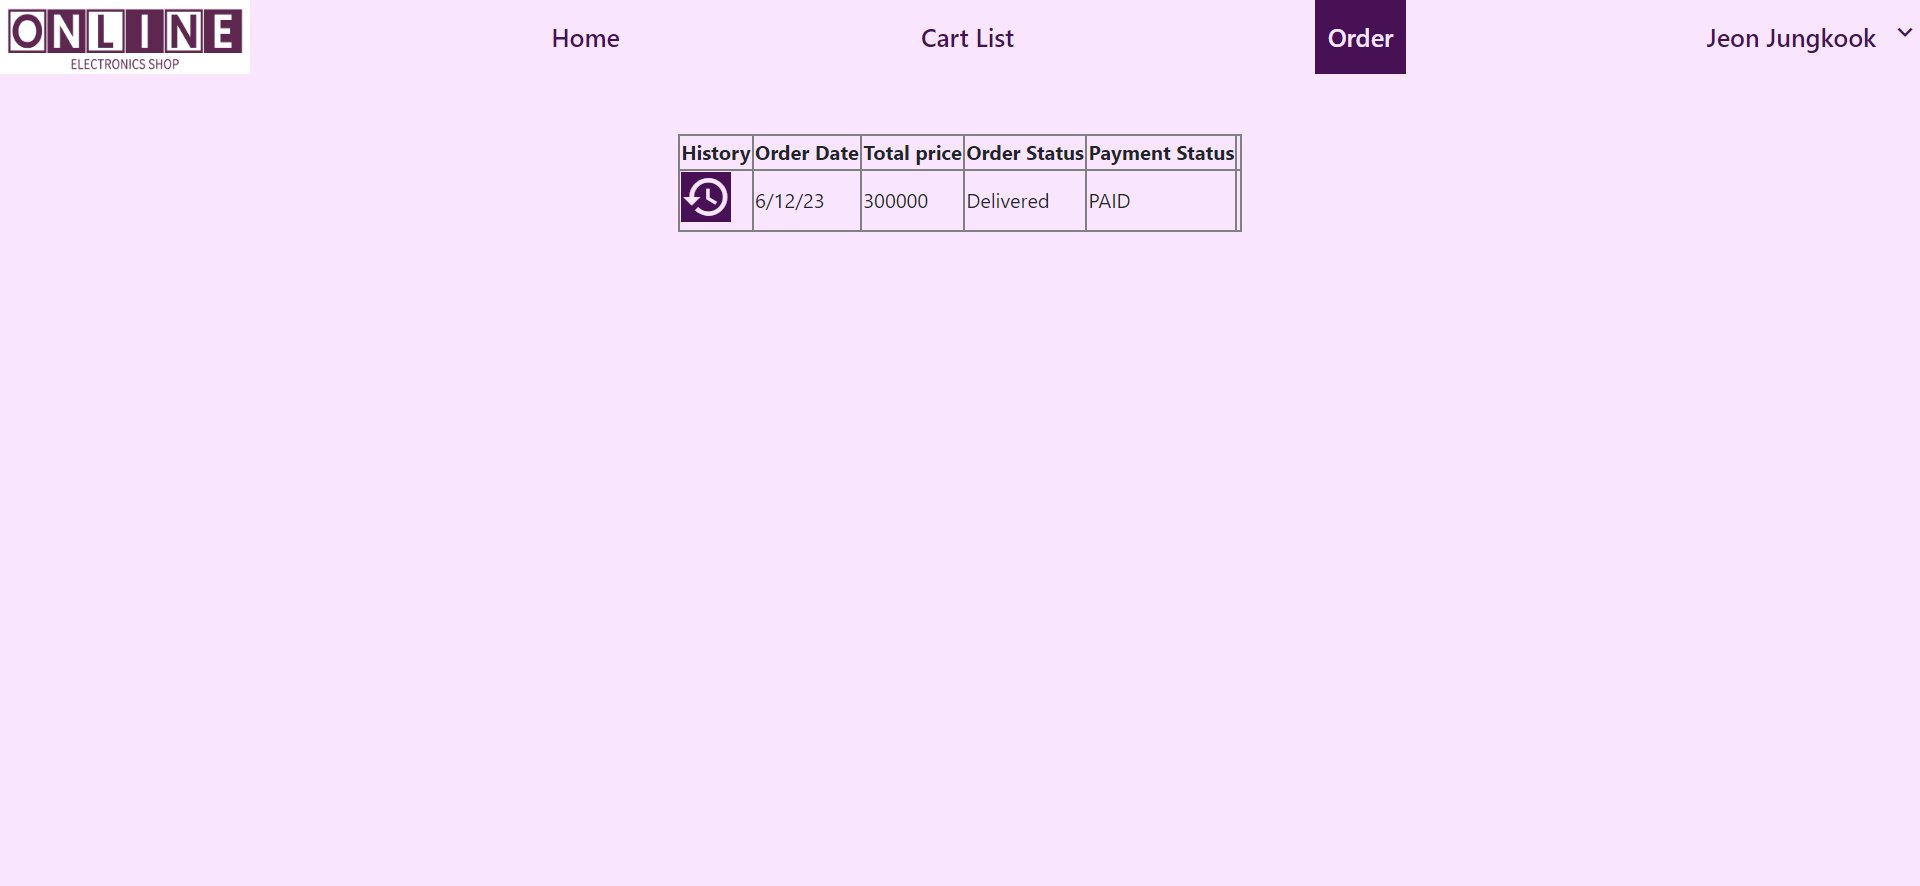 ONLINE
ELECTRONICS SHOP
Home Cart List Order Jeon Jungkook
History Order Date Total price Order Status Payment Status
6/12/23 300000 Delivered PAID